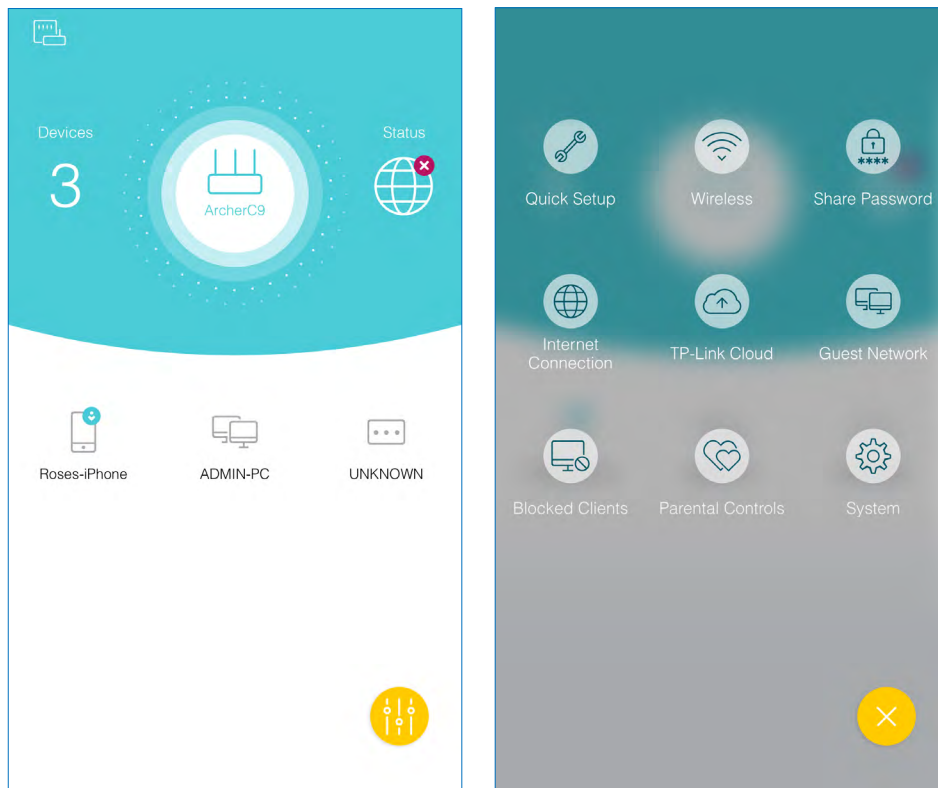 Devices
3
ArcherC9
Status
Roses-iPhone
ADMIN-PC
UNKNOWN
Quick Setup
Wireless
****
Share Password
Internet
Connection
TP-Link Cloud
Guest Network
Blocked Clients
Parental Controls
System